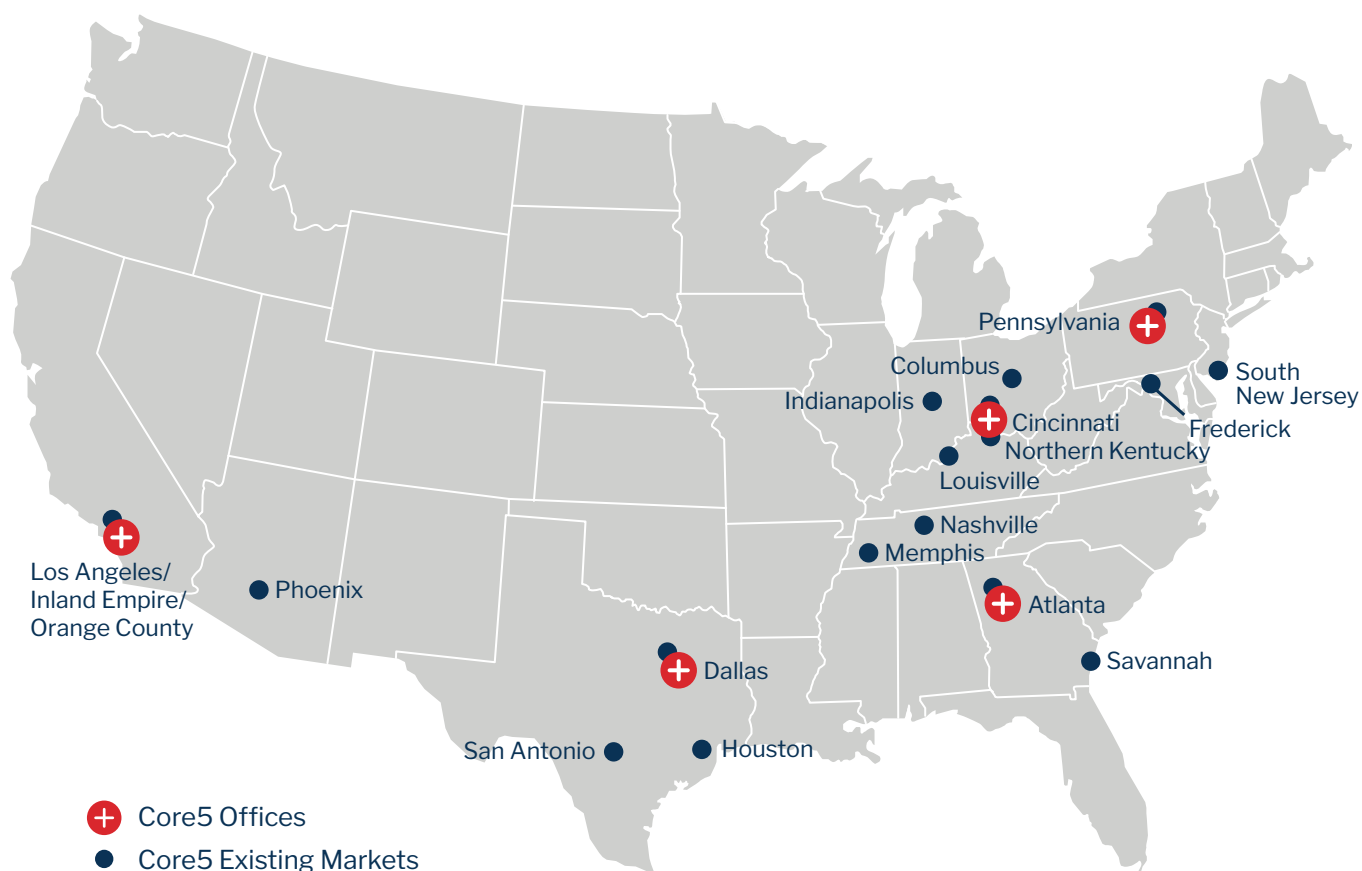 Pennsylvania
Columbus
South
New Jersey
Indianapolis
Cincinnati
Frederick
Northern Kentucky
Louisville
Nashville
Memphis
Los Angeles/
Inland Empire/
Orange County
Phoenix
Atlanta
Savannah
Dallas
San Antonio
Houston
Core5 Offices
Core5 Existing Markets